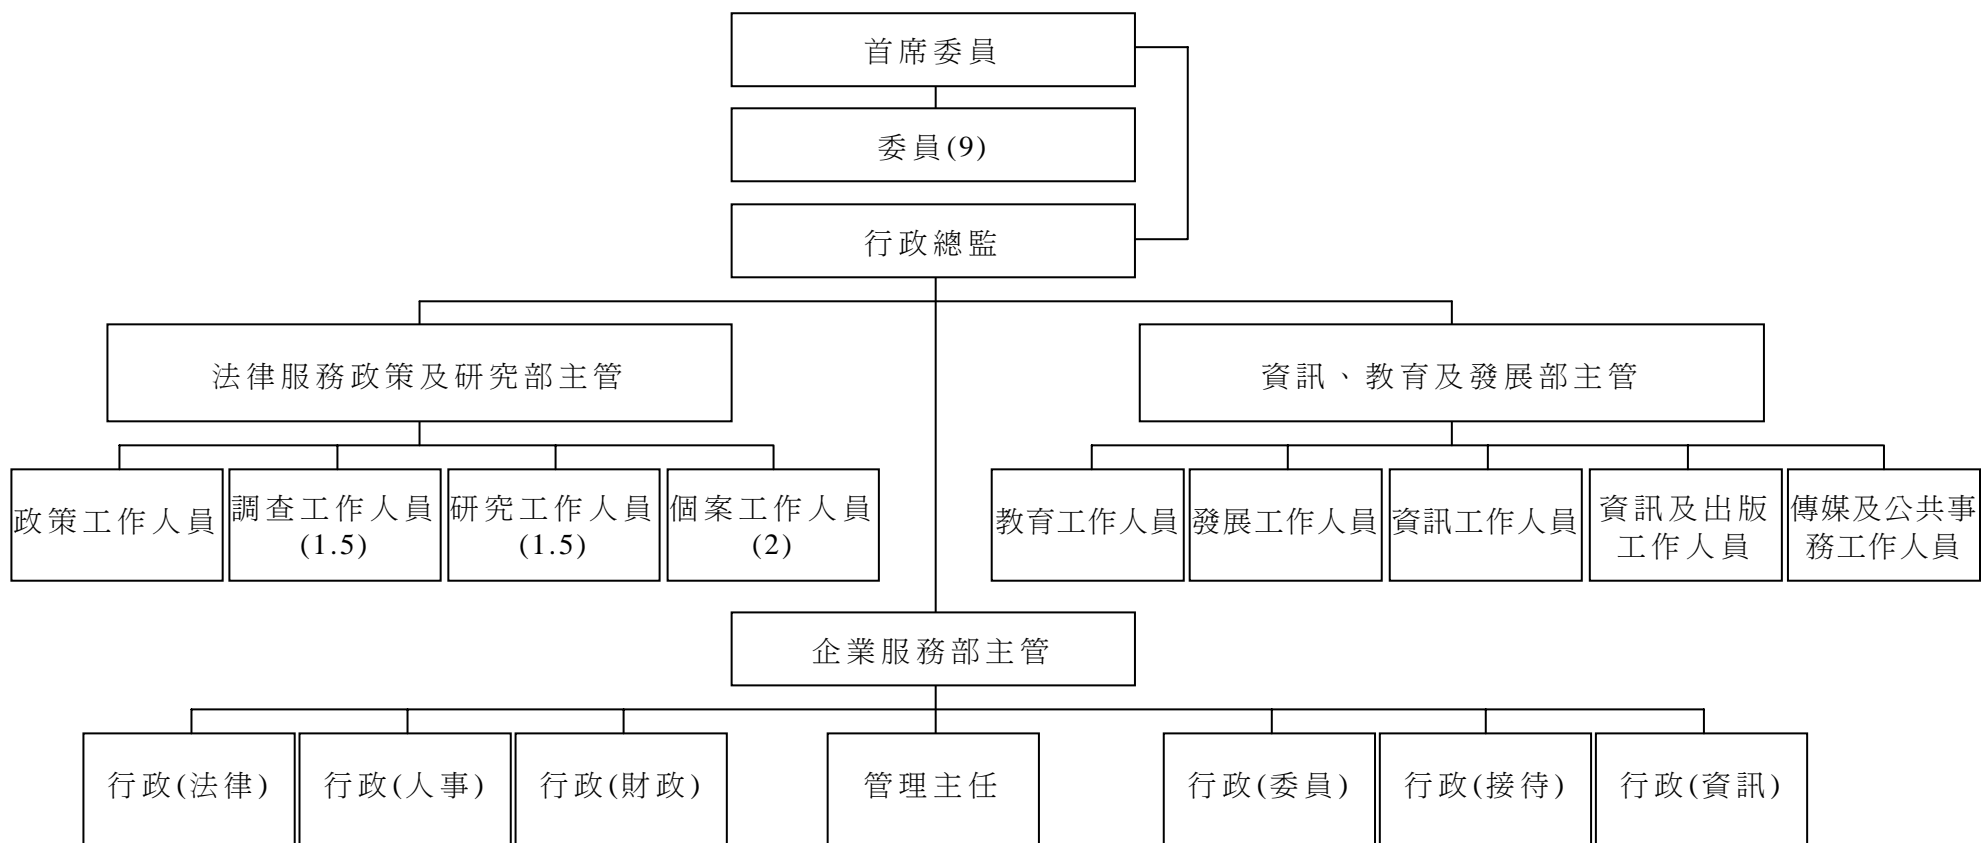 首席委員
委員(9)
行政總監
法律服務政策及研究部主管
資訊、教育及發展部主管
政策工作人員
調查工作人員
(1.5)
研究工作人員
(1.5)
個案工作人員
(2)
教育工作人員
發展工作人員
資訊工作人員
資訊及出版
工作人員
傳媒及公共事
務工作人員
企業服務部主管
行政(法律)
行政(人事)
行政(財政)
管理主任
行政(委員)
行政(接待)
行政(資訊)